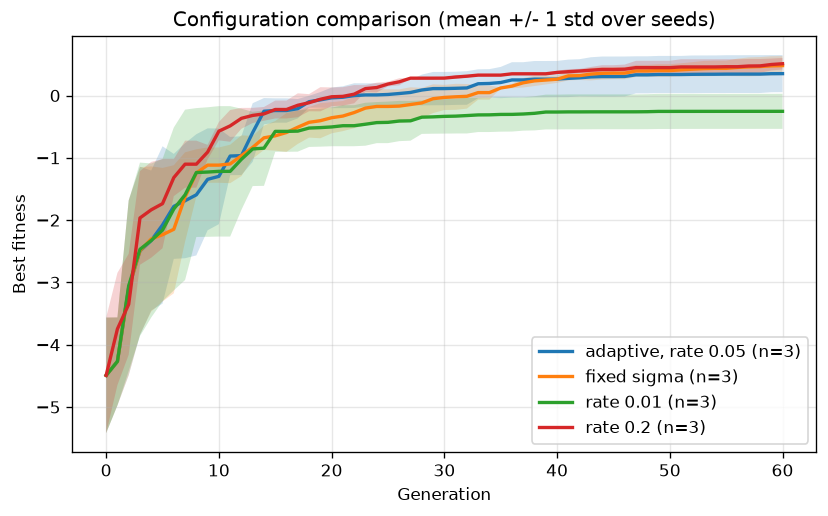 Configuration comparison (mean +/- 1 std over seeds)
Best fitness
0
−1
−2
−3
−4
−5
0 10 20 30 40 50 60
Generation
adaptive, rate 0.05 (n=3)
fixed sigma (n=3)
rate 0.01 (n=3)
rate 0.2 (n=3)